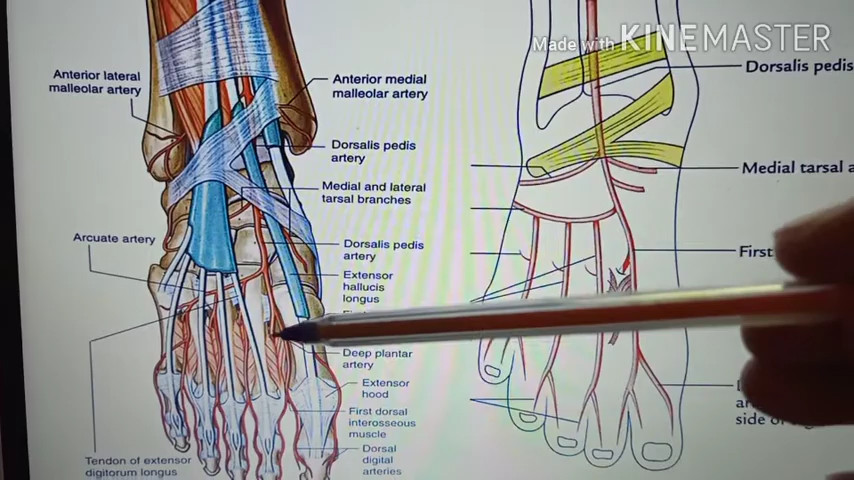 Made with KINEMASTER
Anterior lateral
malleolar artery
Anterior medial
malleolar artery
Dorsalis pedis
artery
Medial and lateral
tarsal branches
Arcuate artery
Dorsalis pedis
artery
Extensor
hallucis
longus
Deep plantar
artery
Extensor
hood
First dorsal
interosseous
muscle
Dorsal
digital
arteries
Tendon of extensor
digitorum longus
Dorsalis pedis
Medial tarsal a
First
side of